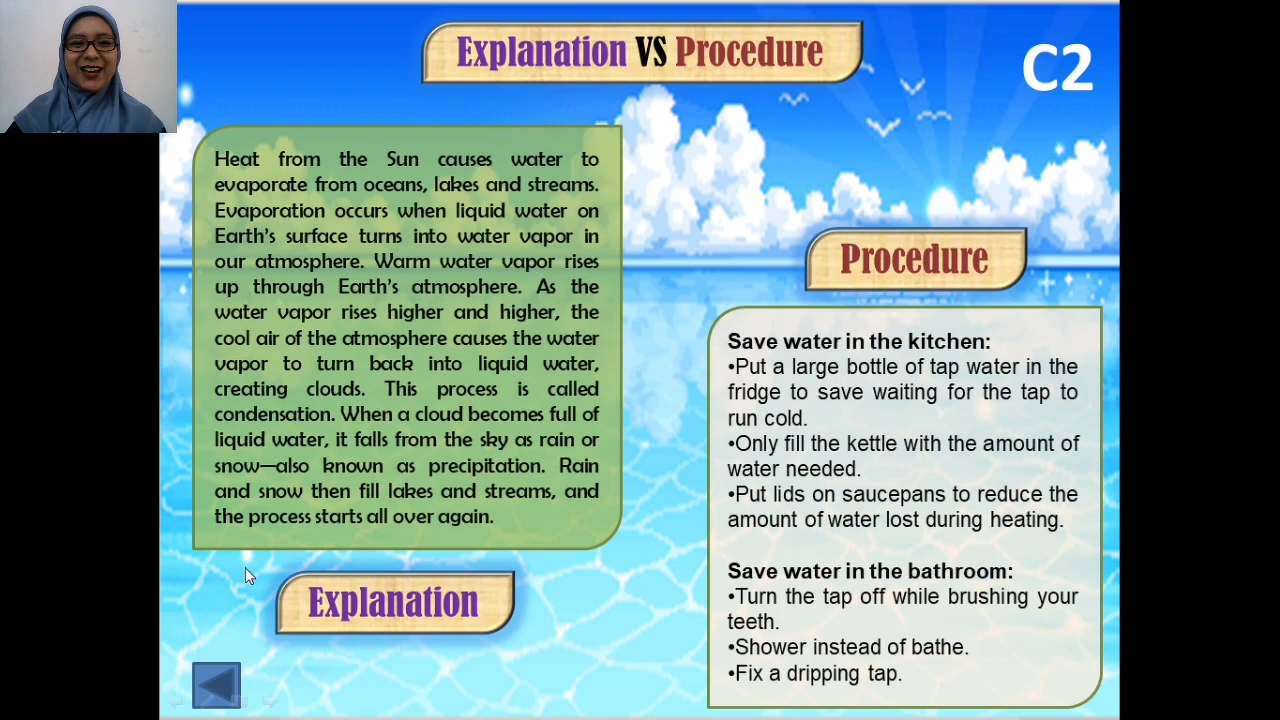 Explanation VS Procedure
C2
Heat from the Sun causes water to
evaporate from oceans, lakes and streams.
Evaporation occurs when liquid water on
Earth's surface turns into water vapor in
our atmosphere. Warm water vapor rises
up through Earth's atmosphere. As the
water vapor rises higher and higher, the
cool air of the atmosphere causes the water
vapor to turn back into liquid water,
creating clouds. This process is called
condensation. When a cloud becomes full of
liquid water, it falls from the sky as rain or
snow—also known as precipitation. Rain
and snow then fill lakes and streams, and
the process starts all over again.
Explanation
Procedure
Save water in the kitchen:
•Put a large bottle of tap water in the
fridge to save waiting for the tap to
run cold.
•Only fill the kettle with the amount of
water needed.
•Put lids on saucepans to reduce the
amount of water lost during heating.
Save water in the bathroom:
•Turn the tap off while brushing your
teeth.
•Shower instead of bathe.
•Fix a dripping tap.